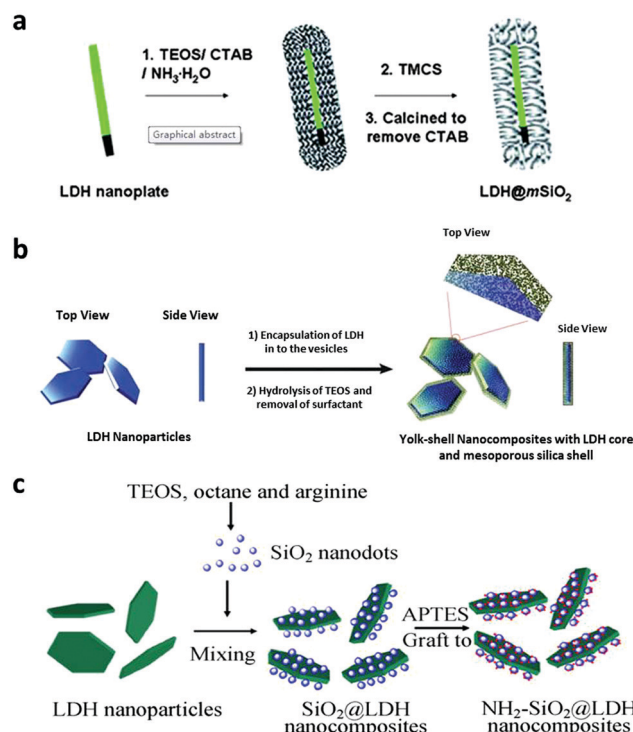 a
1. TEOS/ CTAB
/ NH₃·H₂O
Graphical abstract
LDH nanoplate
2. TMCS
3. Calcined to
remove CTAB
LDH@mSiO₂
b
Top View
Top View
Side View
1) Encapsulation of LDH
in to the vesicles
2) Hydrolysis of TEOS and
removal of surfactant
Side View
LDH Nanoparticles
Yolk-shell Nanocomposites with LDH core
and mesoporous silica shell
c
TEOS, octane and arginine
SiO₂ nanodots
Mixing
APTES
Graft to
LDH nanoparticles
SiO₂@LDH
nanocomposites
NH₂-SiO₂@LDH
nanocomposites